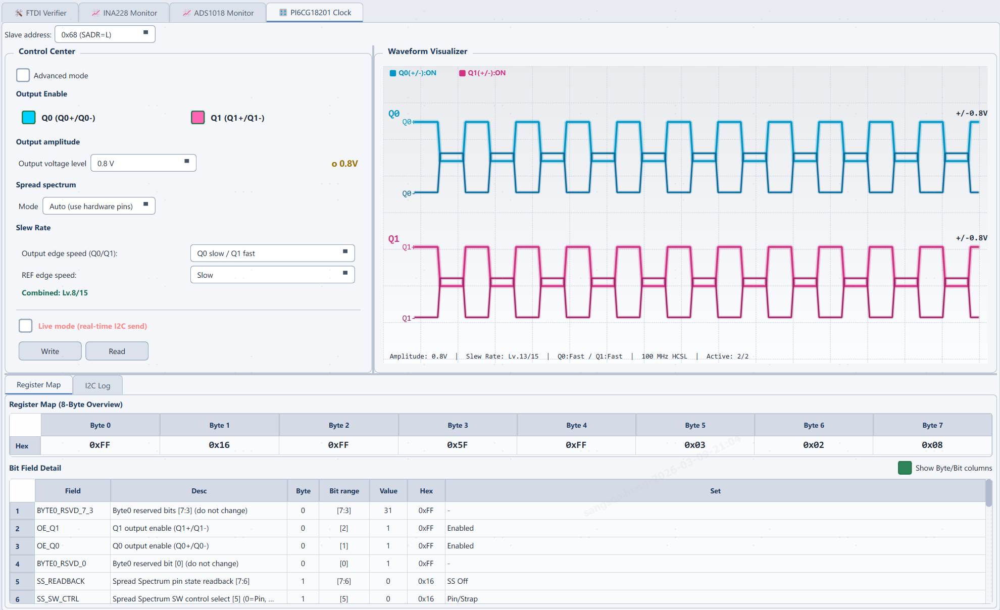 FTDI Verifier
INA228 Monitor
ADS1018 Monitor
PI6CG18201 Clock
Slave address: 0x68 (SADR=L)
Control Center
Advanced mode
Output Enable
Q0 (Q0+/Q0-) Q1 (Q1+/Q1-)
Output amplitude
Output voltage level 0.8 V o 0.8V
Spread spectrum
Mode Auto (use hardware pins)
Slew Rate
Output edge speed (Q0/Q1): Q0 slow / Q1 fast
REF edge speed: Slow
Combined: Lv.8/15
Live mode (real-time I2C send)
Write Read
Waveform Visualizer
Q0(+/-):ON Q1(+/-):ON
Q0 +/-0.8V
Q0+
Q0-
Q1 +/-0.8V
Q1+
Q1-
Amplitude: 0.8V | Slew Rate: Lv.13/15 | Q0:Fast / Q1:Fast | 100 MHz HCSL | Active: 2/2
Register Map I2C Log
Register Map (8-Byte Overview)
Byte 0 Byte 1 Byte 2 Byte 3 Byte 4 Byte 5 Byte 6 Byte 7
Hex 0xFF 0x16 0xFF 0x5F 0xFF 0x03 0x02 0x08
Bit Field Detail Show Byte/Bit columns
Field Desc Byte Bit range Value Hex Set
1 BYTE0_RSVD_7_3 Byte0 reserved bits [7:3] (do not change) 0 [7:3] 31 0xFF -
2 OE_Q1 Q1 output enable (Q1+/Q1-) 0 [2] 1 0xFF Enabled
3 OE_Q0 Q0 output enable (Q0+/Q0-) 0 [1] 1 0xFF Enabled
4 BYTE0_RSVD_0 Byte0 reserved bit [0] (do not change) 0 [0] 1 0xFF -
5 SS_READBACK Spread Spectrum pin state readback [7:6] 1 [7:6] 0 0x16 SS Off
6 SS_SW_CTRL Spread Spectrum SW control select [5] (0=Pin, ... 1 [5] 0 0x16 Pin/Strap